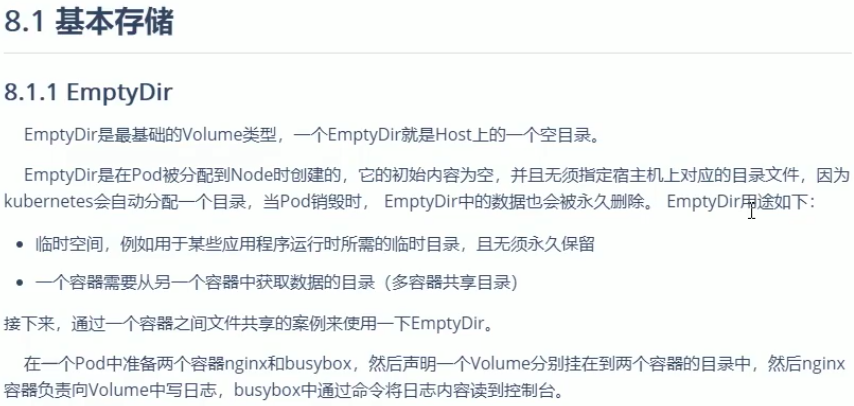 8.1 基本存储
8.1.1 EmptyDir
EmptyDir是最基础的Volume类型，一个EmptyDir就是Host上的一个空目录。
EmptyDir是在Pod被分配到Node时创建的，它的初始内容为空，并且无须指定宿主机上对应的目录文件，因为
kubernetes会自动分配一个目录，当Pod销毁时， EmptyDir中的数据也会被永久删除。 EmptyDir用途如下：
• 临时空间，例如用于某些应用程序运行时所需的临时目录，且无须永久保留
• 一个容器需要从另一个容器中获取数据的目录（多容器共享目录）
接下来，通过一个容器之间文件共享的案例来使用一下EmptyDir。
在一个Pod中准备两个容器nginx和busybox，然后声明一个Volume分别挂在到两个容器的目录中，然后nginx
容器负责向Volume中写日志，busybox中通过命令将日志内容读到控制台。